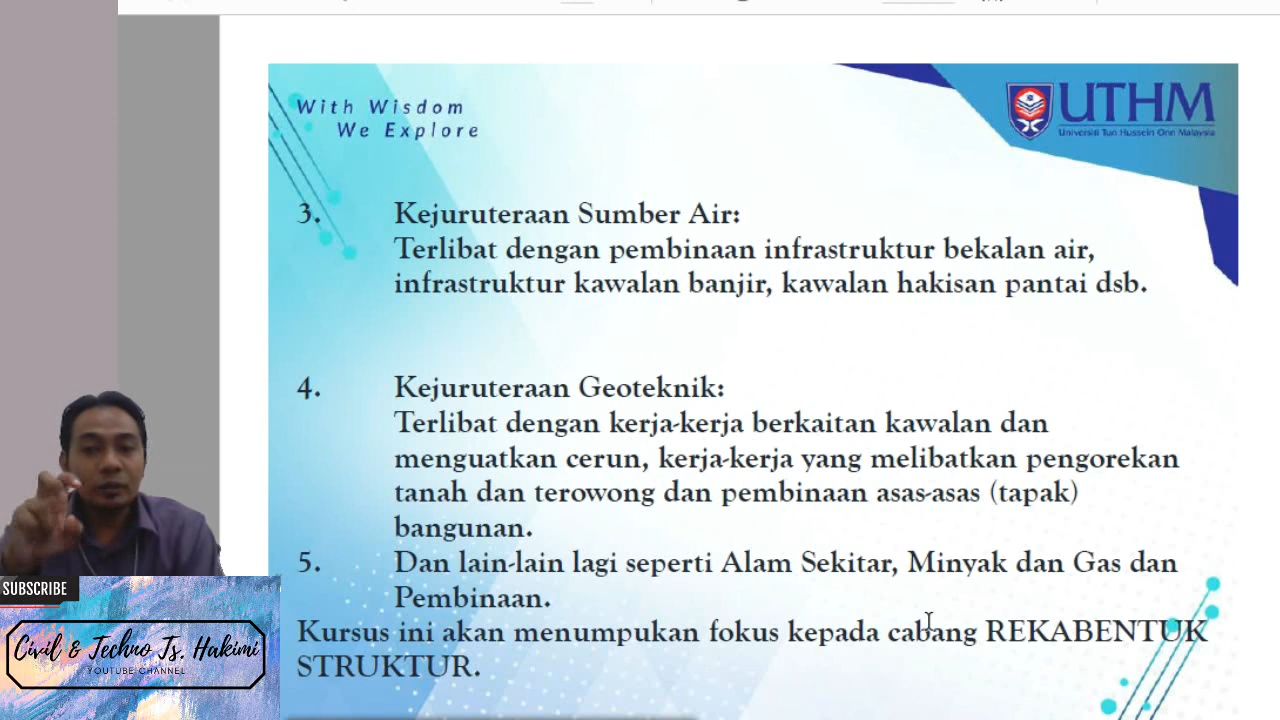 With Wisdom
We Explore
UTHM
Universiti Tun Hussein Onn Malaysia
3. Kejuruteraan Sumber Air:
Terlibat dengan pembinaan infrastruktur bekalan air,
infrastruktur kawalan banjir, kawalan hakisan pantai dsb.
4. Kejuruteraan Geoteknik:
Terlibat dengan kerja-kerja berkaitan kawalan dan
menguatkan cerun, kerja-kerja yang melibatkan pengorekan
tanah dan terowong dan pembinaan asas-asas (tapak)
bangunan.
5. Dan lain-lain lagi seperti Alam Sekitar, Minyak dan Gas dan
Pembinaan.
Kursus ini akan menumpukan fokus kepada cabang REKABENTUK
STRUKTUR.
SUBSCRIBE
Civil & Techno Ts. Hakimi
YOUTUBE CHANNEL